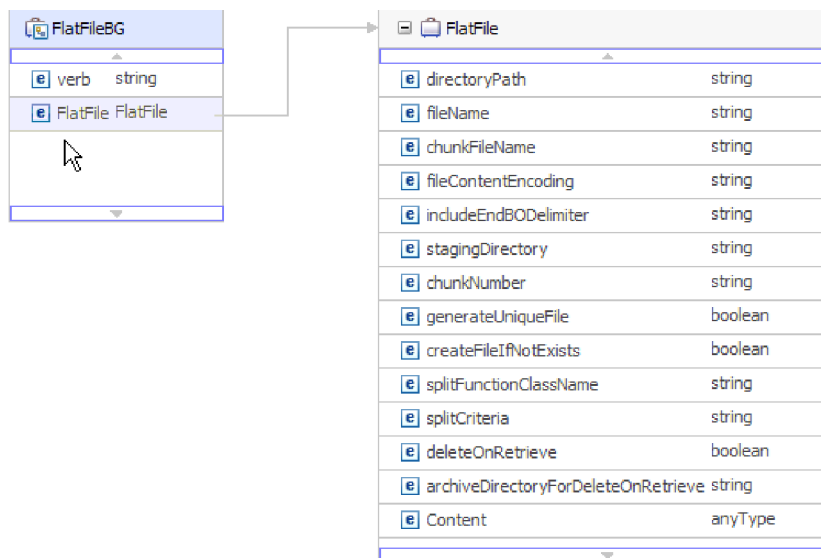 FlatFileBG
verb string
FlatFile FlatFile
FlatFile
directoryPath string
fileName string
chunkFileName string
fileContentEncoding string
includeEndBODelimiter string
stagingDirectory string
chunkNumber string
generateUniqueFile boolean
createFileIfNotExists boolean
splitFunctionClassName string
splitCriteria string
deleteOnRetrieve boolean
archiveDirectoryForDeleteOnRetrieve string
Content anyType